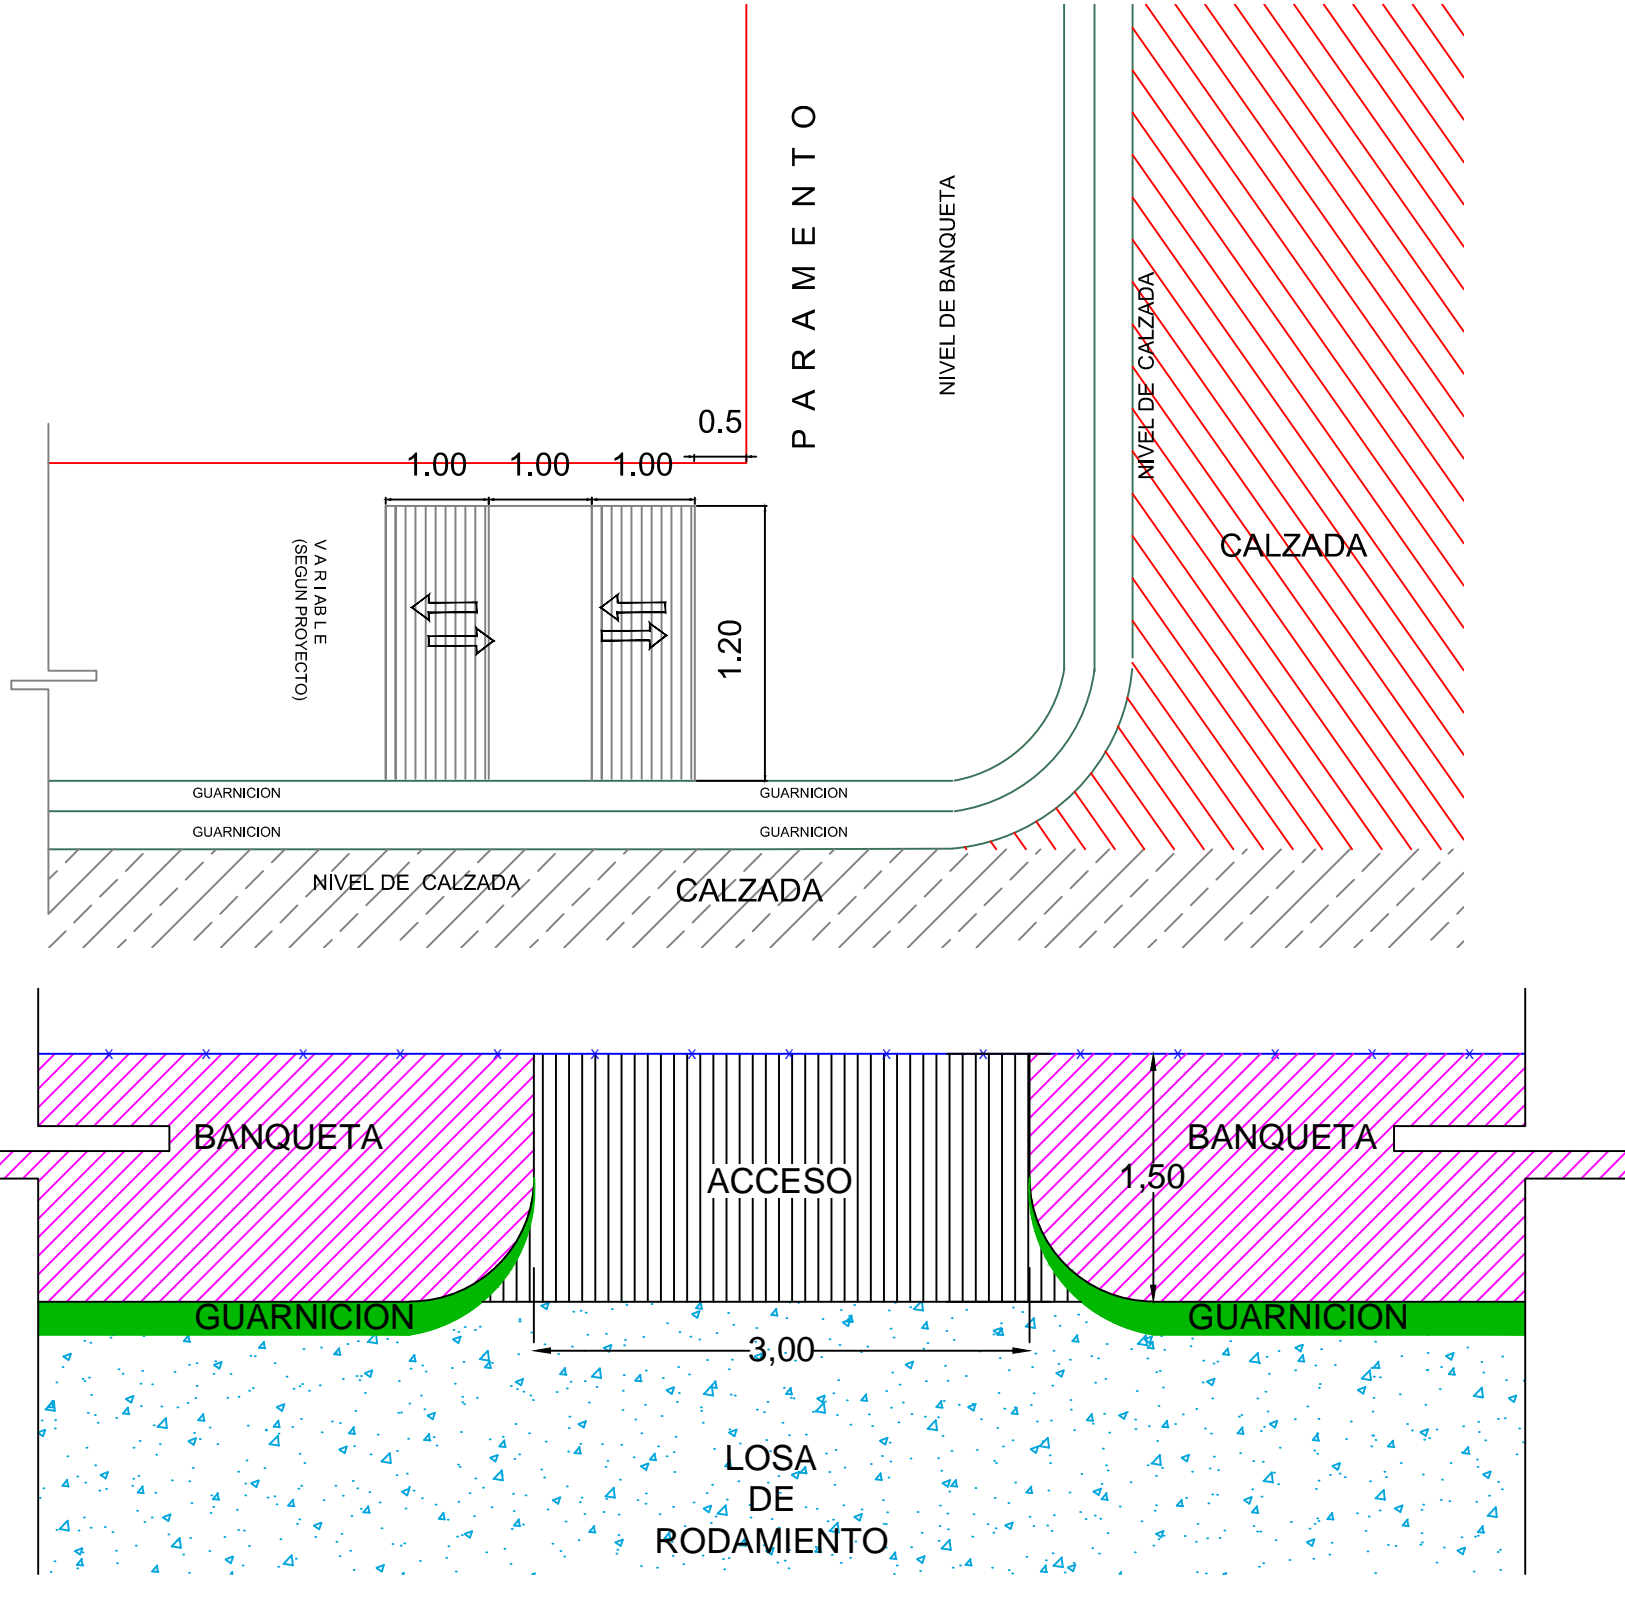 PARAMENTO
NIVEL DE BANQUETA
NIVEL DE CALZADA
0.5
1.00 1.00 1.00
CALZADA
VARIABLE
(SEGUN PROYECTO)
1.20
GUARNICION GUARNICION
GUARNICION GUARNICION
NIVEL DE CALZADA CALZADA
BANQUETA BANQUETA
ACCESO 1,50
GUARNICION GUARNICION
3,00
LOSA
DE
RODAMIENTO